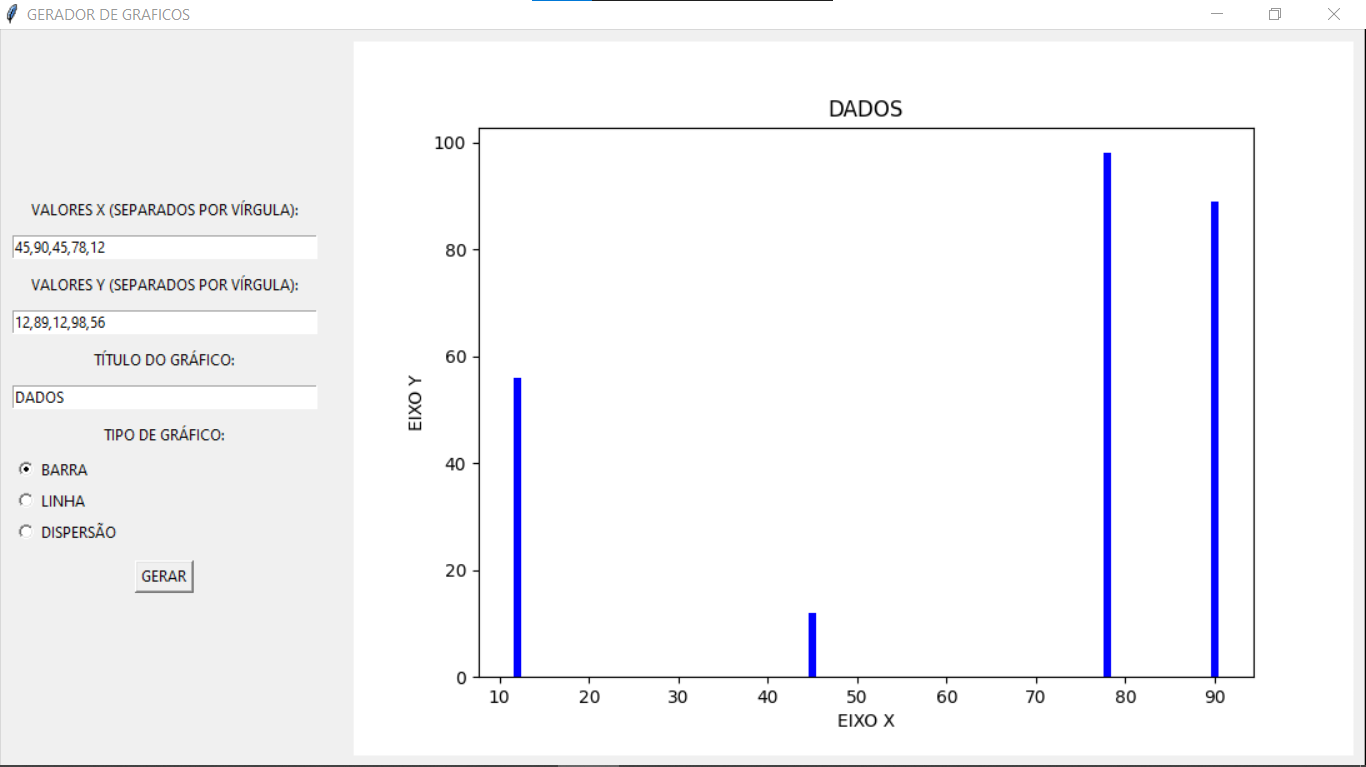 GERADOR DE GRAFICOS
VALORES X (SEPARADOS POR VÍRGULA):
45,90,45,78,12
VALORES Y (SEPARADOS POR VÍRGULA):
12,89,12,98,56
TÍTULO DO GRÁFICO:
DADOS
TIPO DE GRÁFICO:
BARRA
LINHA
DISPERSÃO
GERAR
DADOS
100
80
60
40
20
0
EIXO Y
10 20 30 40 50 60 70 80 90
EIXO X